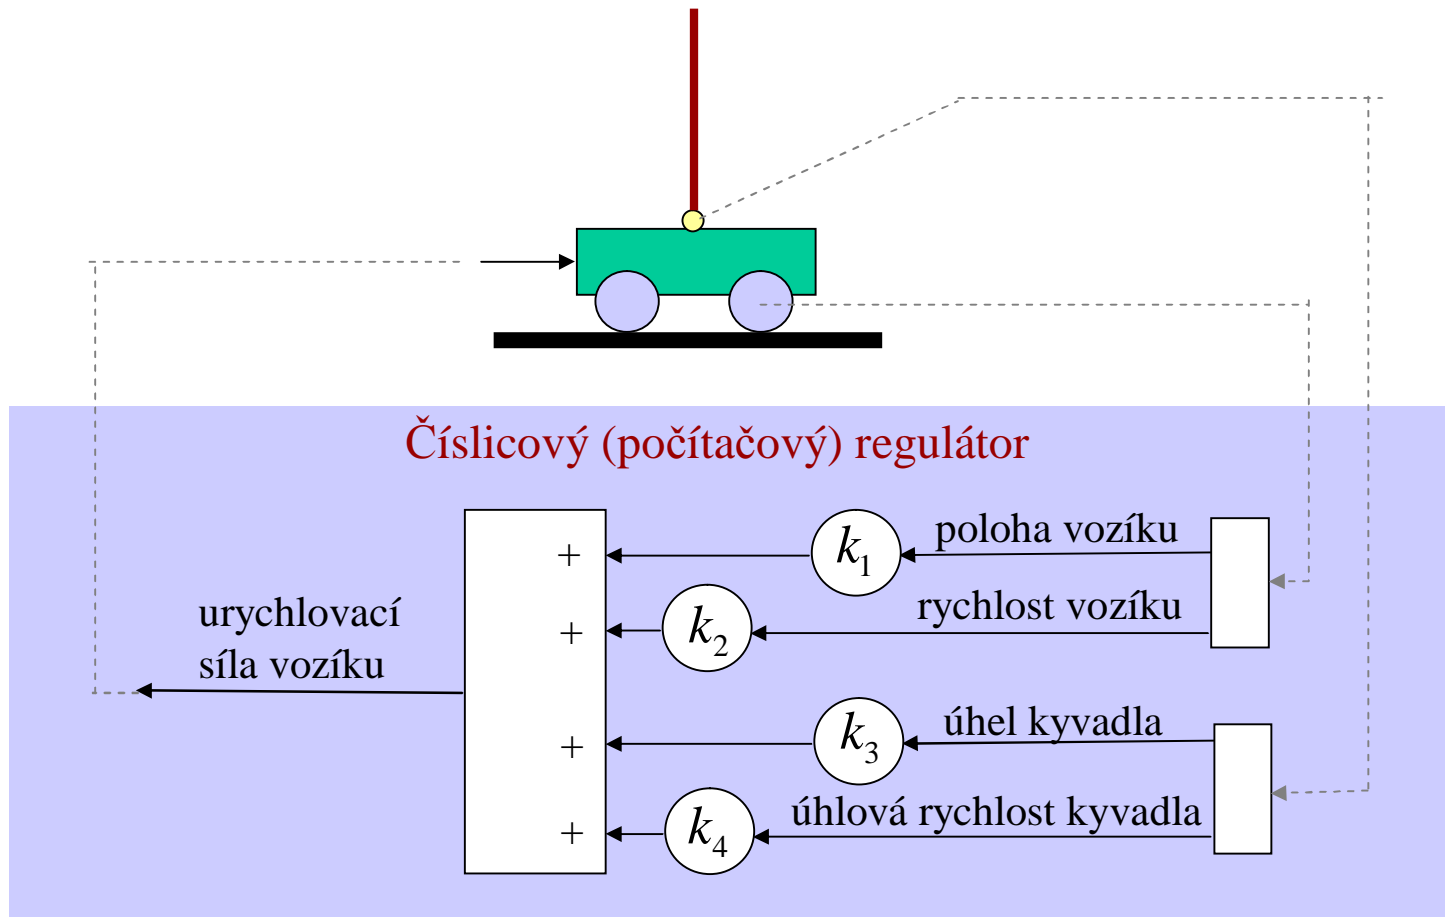 Číslicový (počítačový) regulátor
+ k₁ poloha vozíku
+ k₂ rychlost vozíku
urychlovací
síla vozíku
+ k₃ úhel kyvadla
+ k₄ úhlová rychlost kyvadla